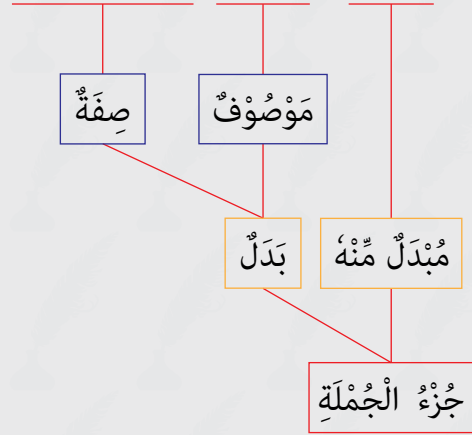 مَوْصُوْفٌ
صِفَةٌ
مُبْدَلٌ مِّنْهُ
بَدَلٌ
جُزْءُ الْجُمْلَةِ